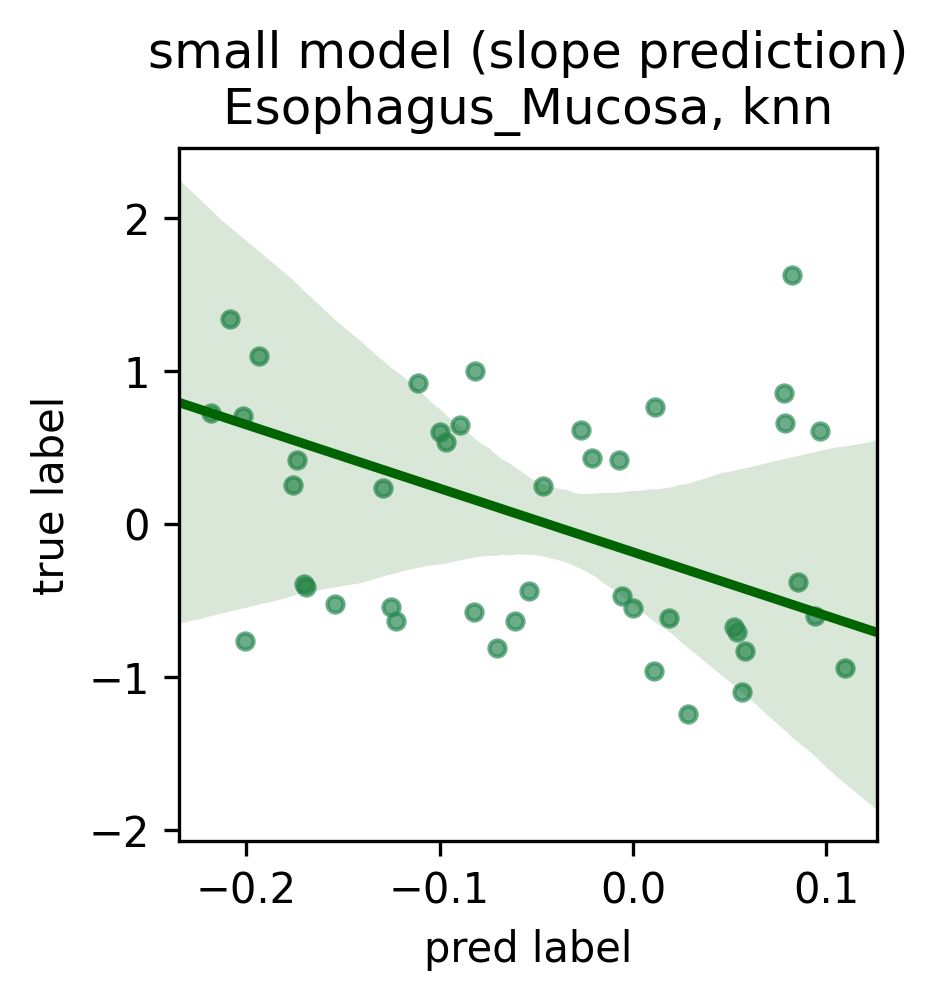 small model (slope prediction)
Esophagus_Mucosa, knn
2
1
0
−1
−2
true label
−0.2
−0.1
0.0
0.1
pred label